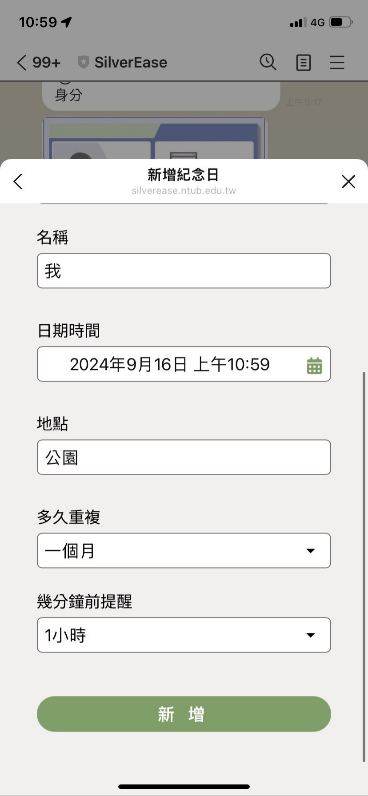 10:59
4G
99+ SilverEase
身分
上午9:17
新增紀念日
silverease.ntub.edu.tw
名稱
我
日期時間
2024年9月16日 上午10:59
地點
公園
多久重複
一個月
幾分鐘前提醒
1小時
新 增